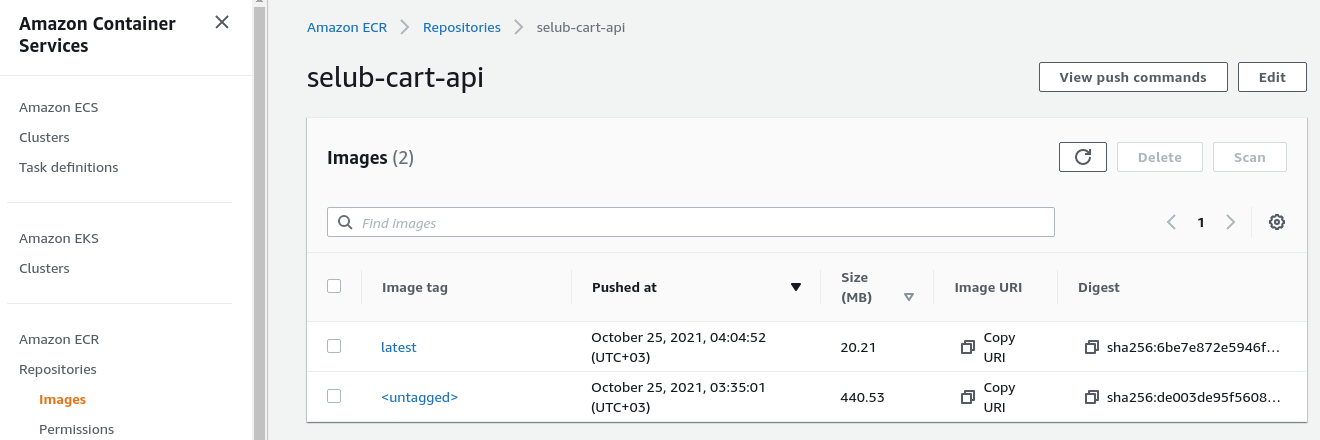 Amazon Container
Services
Amazon ECS
Clusters
Task definitions
Amazon EKS
Clusters
Amazon ECR
Repositories
Images
Permissions
Amazon ECR > Repositories > selub-cart-api
selub-cart-api
View push commands
Edit
Images (2)
Delete
Scan
Find images
1
Image tag
Pushed at
Size
(MB)
Image URI
Digest
latest
October 25, 2021, 04:04:52
(UTC+03)
20.21
Copy
URI
sha256:6be7e872e5946f...
<untagged>
October 25, 2021, 03:35:01
(UTC+03)
440.53
Copy
URI
sha256:de003de95f5608...